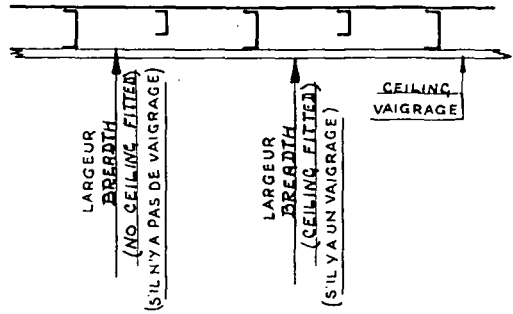 LARGEUR
BREADTH
(NO CEILING FITTED)
(S'IL N'Y A PAS DE VAIGRAGE)
LARGEUR
BREADTH
(CEILING FITTED)
(S'IL Y A UN VAIGRAGE)
CEILING
VAIGRAGE